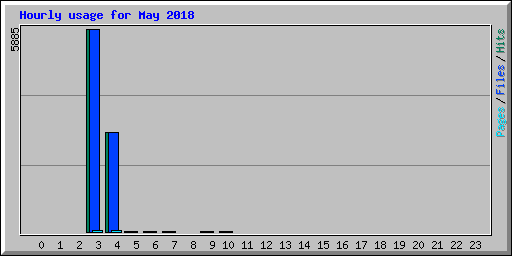 Hourly usage for May 2018
5885
Pages/Files/Hits
0 1 2 3 4 5 6 7 8 9 10 11 12 13 14 15 16 17 18 19 20 21 22 23